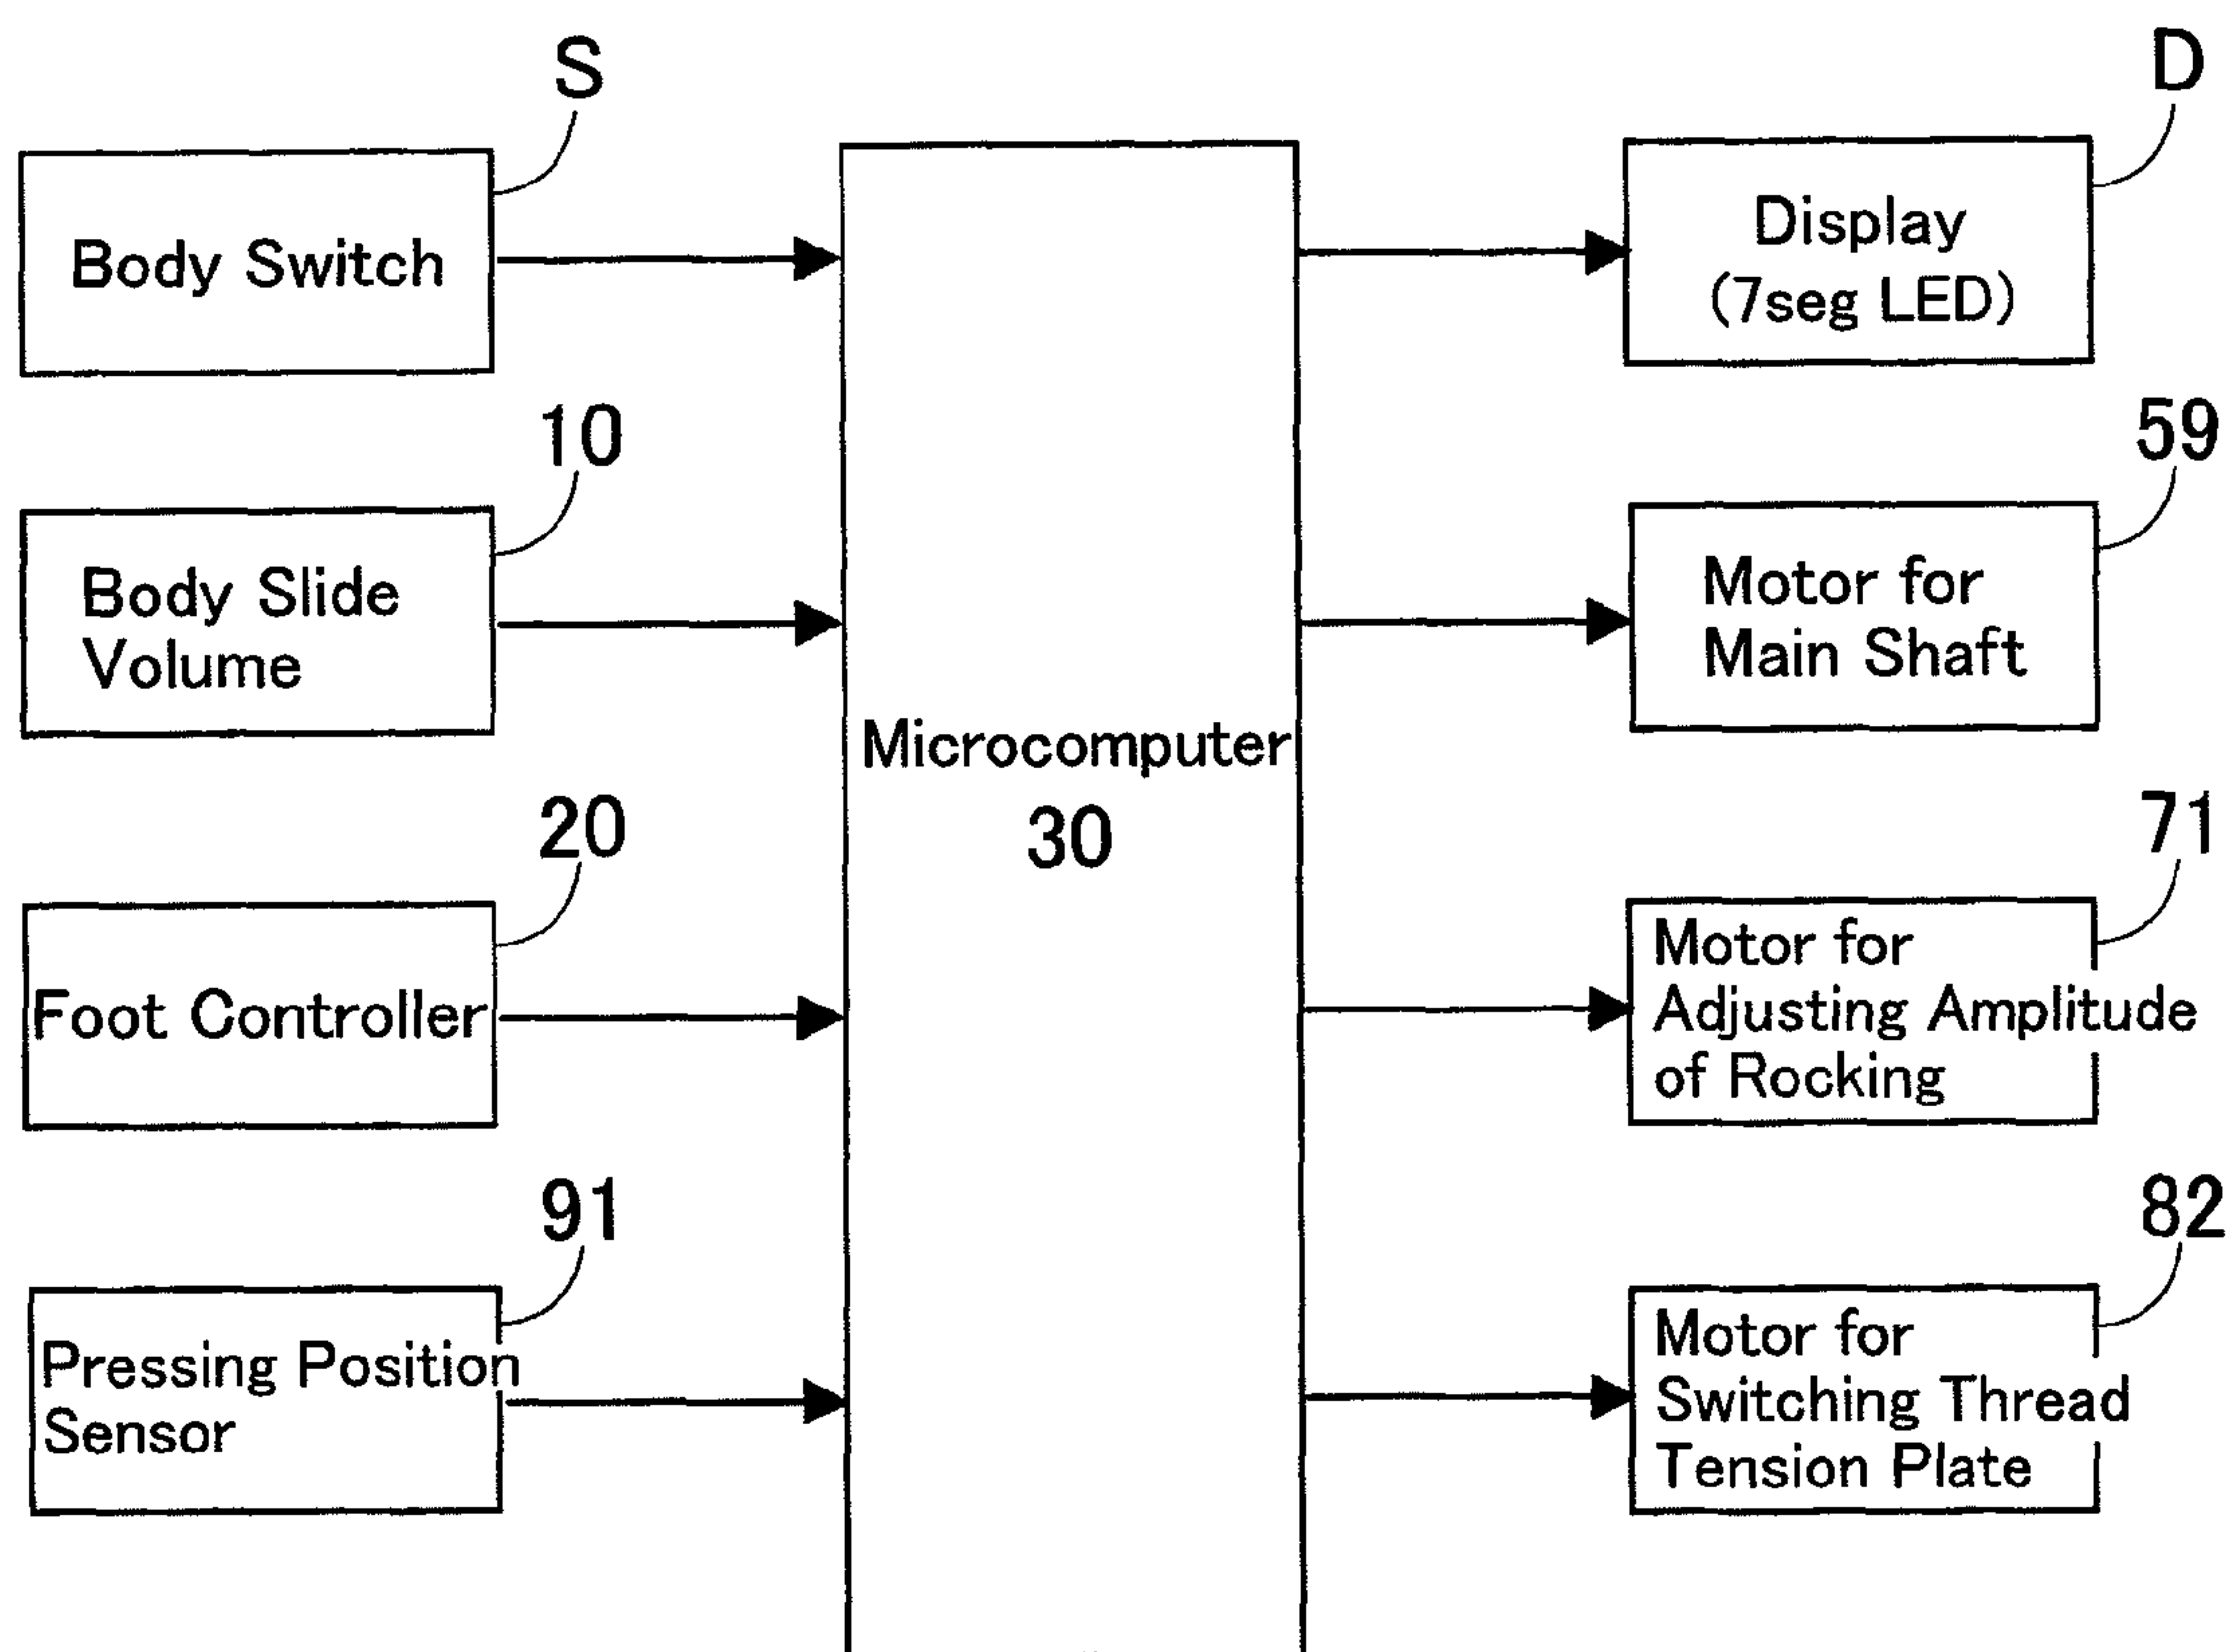 S
Body Switch
10
Body Slide
Volume
20
Foot Controller
91
Pressing Position
Sensor
Microcomputer
30
D
Display
(7seg LED)
59
Motor for
Main Shaft
71
Motor for
Adjusting Amplitude
of Rocking
82
Motor for
Switching Thread
Tension Plate